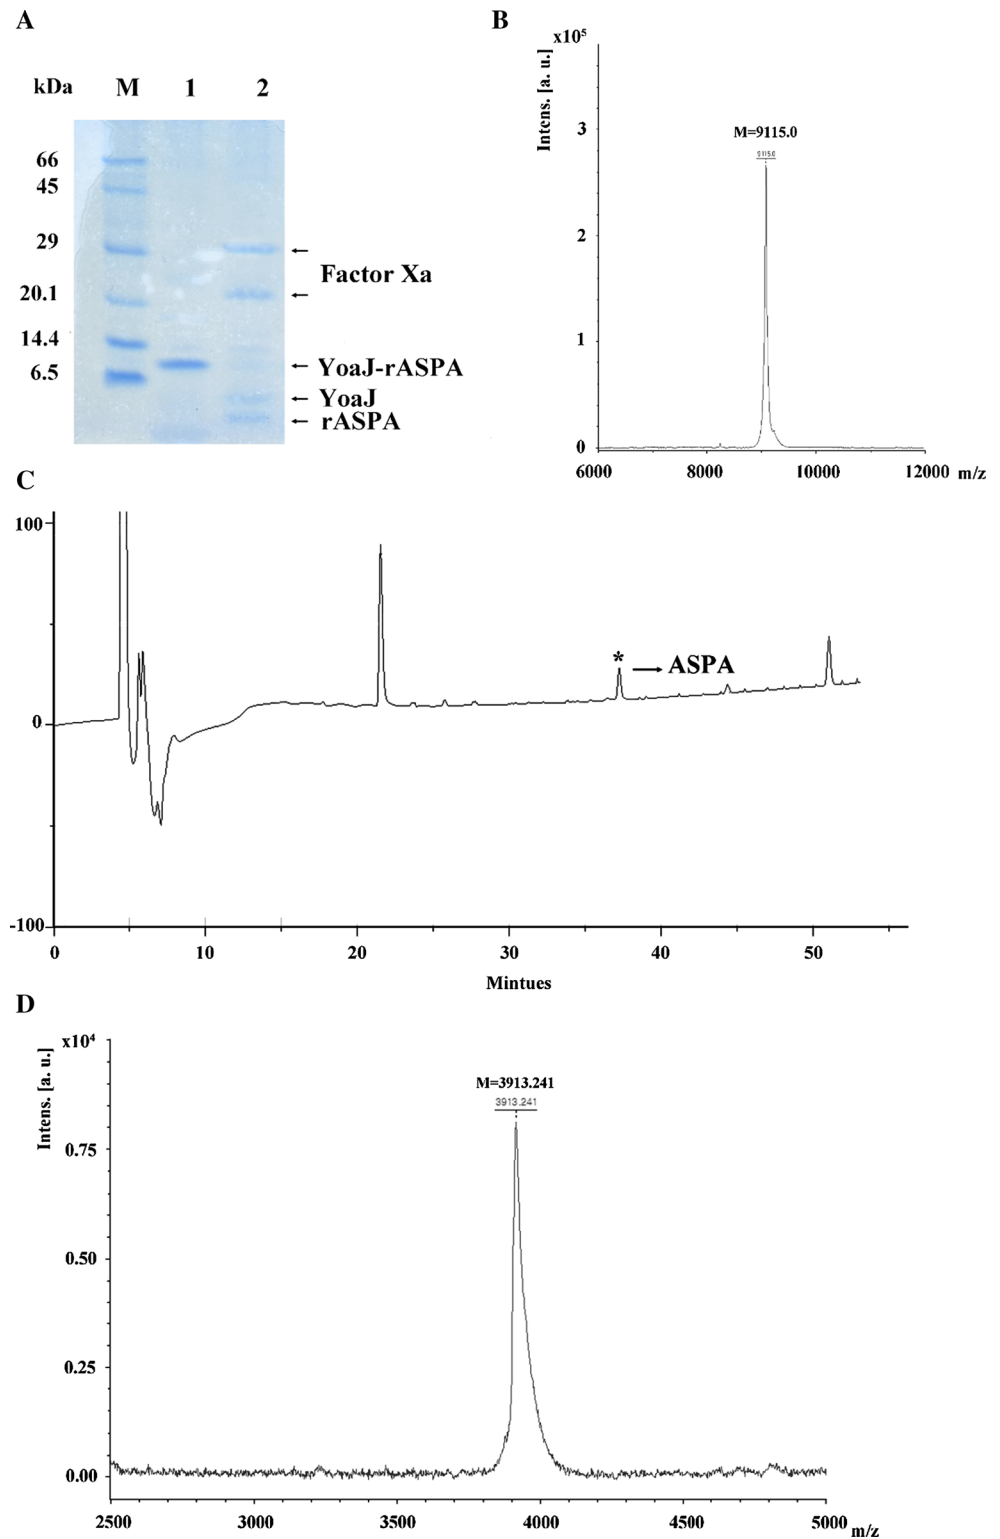 A
kDa M 1 2
66
45
29
20.1
14.4
6.5
Factor Xa
YoaJ-rASPA
YoaJ
rASPA
B
x10⁵
Intens. [a. u.]
M=9115.0
9115.0
3
2
1
0
6000 8000 10000 12000 m/z
C
100
0
-100
* ASPA
0 10 20 30 40 50
Mintues
D
x10⁴
Intens. [a. u.]
M=3913.241
3913.241
0.75
0.50
0.25
0.00
2500 3000 3500 4000 4500 5000 m/z